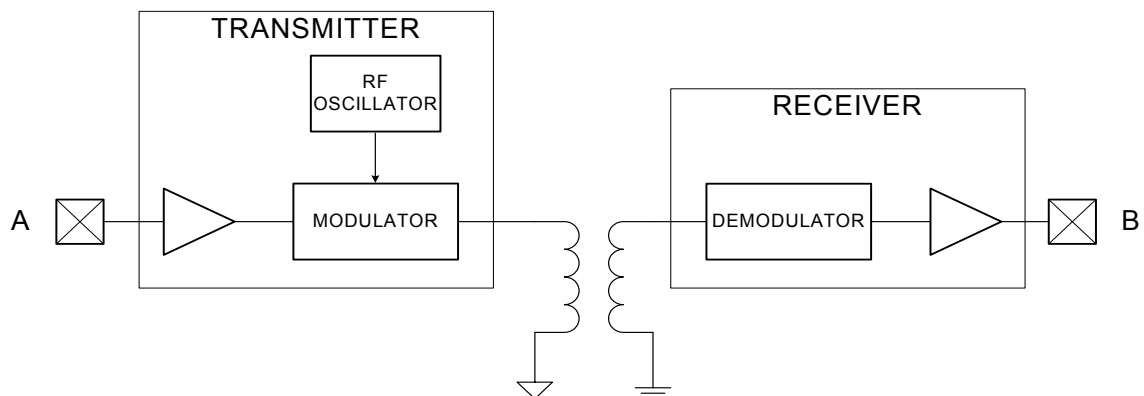 TRANSMITTER
RF
OSCILLATOR
RECEIVER
A
MODULATOR
DEMODULATOR
B